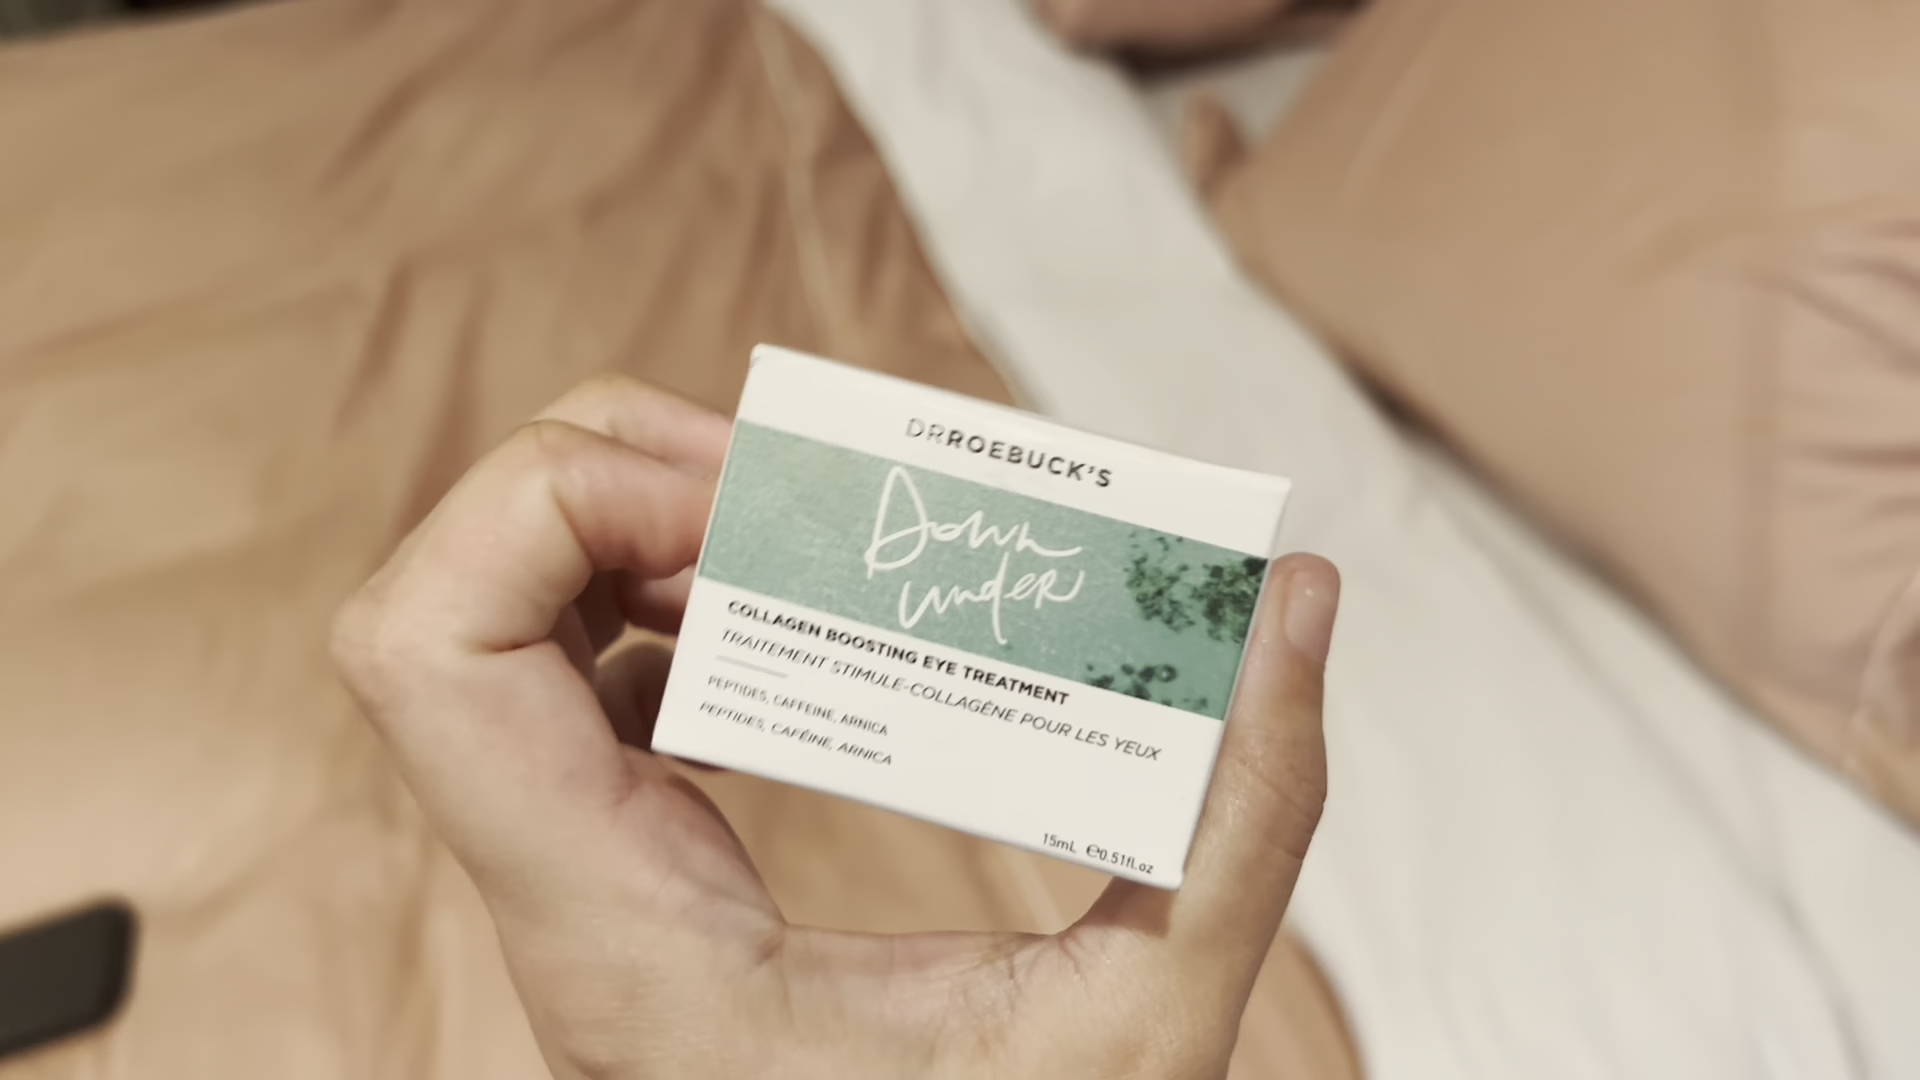 DRROEBUCK'S
Down
under
COLLAGEN BOOSTING EYE TREATMENT
TRAITEMENT STIMULE-COLLAGÈNE POUR LES YEUX
PEPTIDES, CAFFEINE, ARNICA
PEPTIDES, CAFÉINE, ARNICA
15mL ℮0.51fl.oz